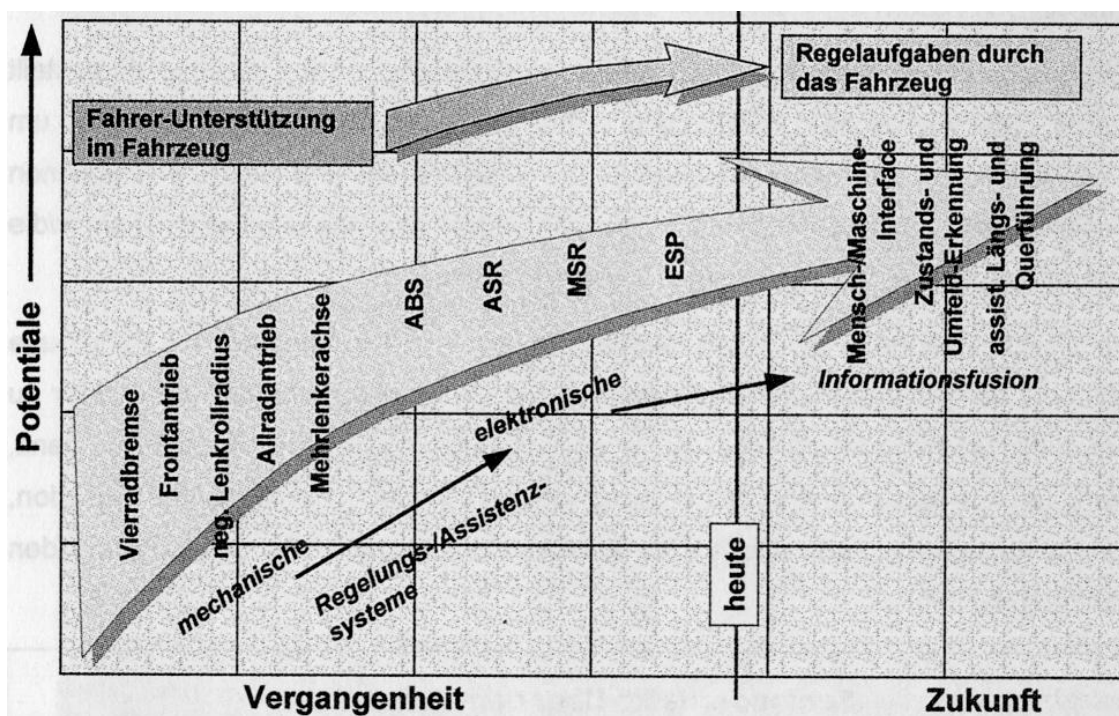 Potentiale
Fahrer-Unterstützung
im Fahrzeug
Regelaufgaben durch
das Fahrzeug
Vierradbremse
Frontantrieb
neg. Lenkrollradius
Allradantrieb
Mehrlenkerachse
ABS
ASR
MSR
ESP
Mensch-/Maschine-
Interface
Zustands- und
Umfeld-Erkennung
assist. Längs- und
Querführung
mechanische
elektronische
Informationsfusion
Regelungs-/Assistenz-
systeme
heute
Vergangenheit
Zukunft